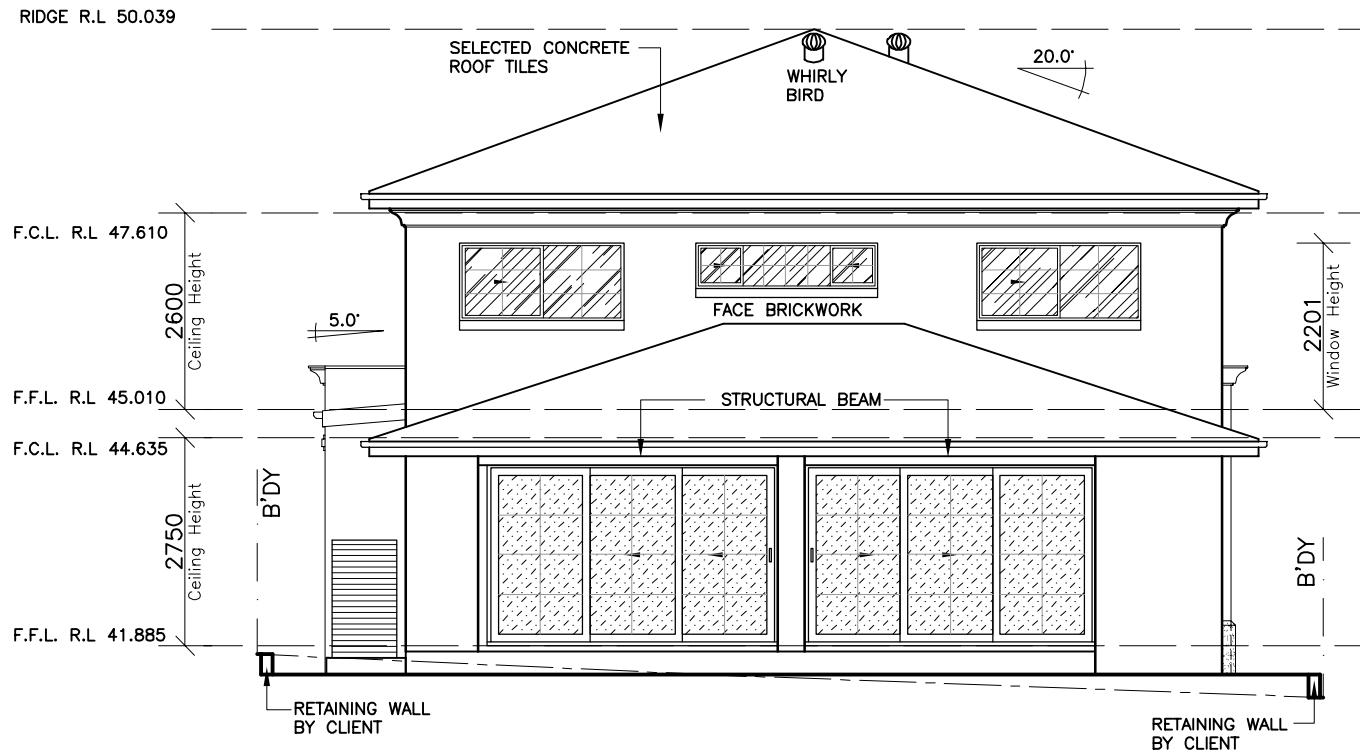 RIDGE R.L 50.039
SELECTED CONCRETE
ROOF TILES
WHIRLY
BIRD
20.0°
F.C.L. R.L 47.610
2600
Ceiling Height
5.0°
FACE BRICKWORK
2201
Window Height
F.F.L. R.L 45.010
STRUCTURAL BEAM
F.C.L. R.L 44.635
2750
Ceiling Height
B'DY
B'DY
F.F.L. R.L 41.885
RETAINING WALL
BY CLIENT
RETAINING WALL
BY CLIENT